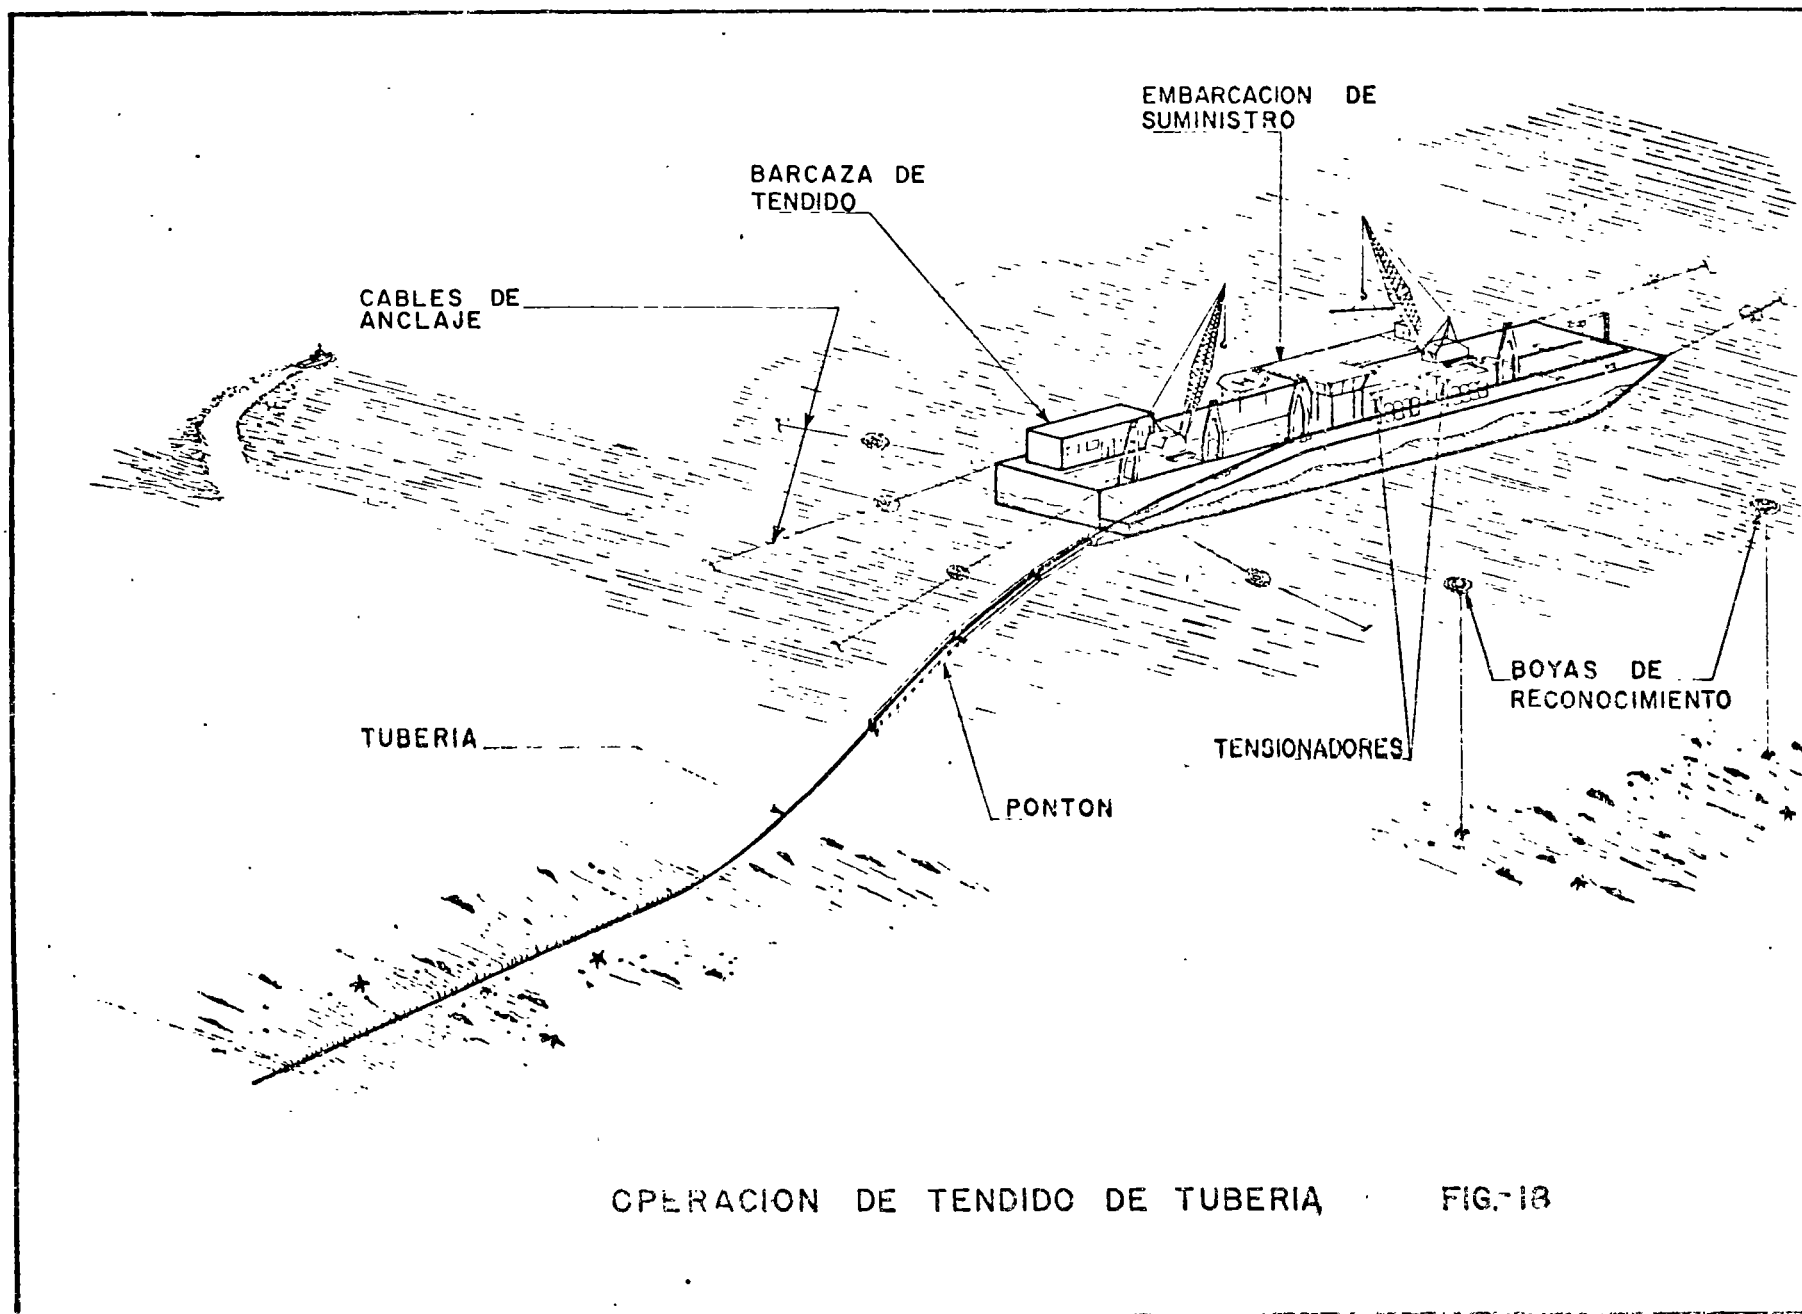 EMBARCACION DE
SUMINISTRO
BARCAZA DE
TENDIDO
CABLES DE
ANCLAJE
BOYAS DE
RECONOCIMIENTO
TUBERIA
TENSIONADORES
PONTON
OPERACION DE TENDIDO DE TUBERIA FIG.-18